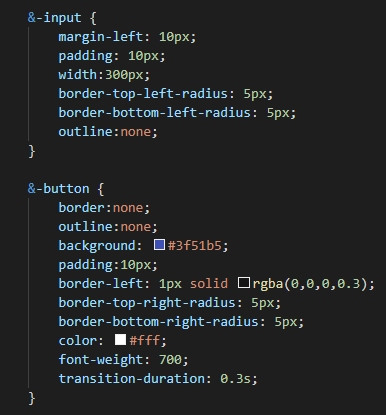 &-input {
margin-left: 10px;
padding: 10px;
width:300px;
border-top-left-radius: 5px;
border-bottom-left-radius: 5px;
outline:none;
}
&-button {
border:none;
outline:none;
background: #3f51b5;
padding:10px;
border-left: 1px solid rgba(0,0,0,0.3);
border-top-right-radius: 5px;
border-bottom-right-radius: 5px;
color: #fff;
font-weight: 700;
transition-duration: 0.3s;
}